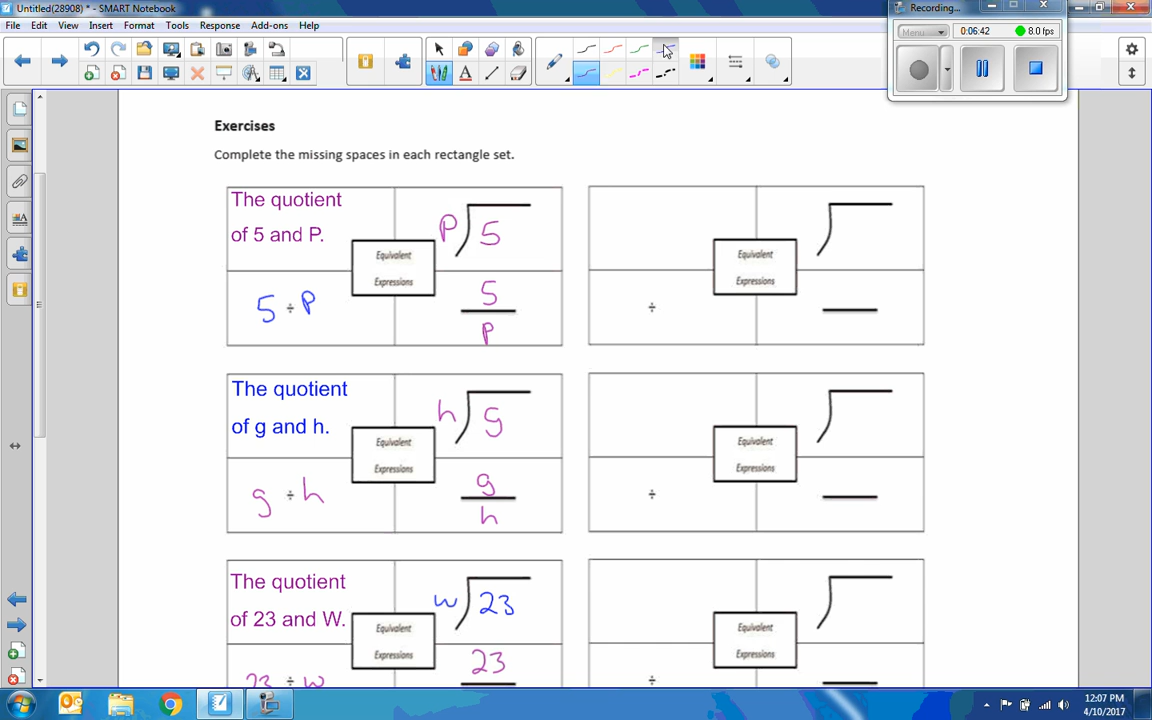 Untitled(28908) * - SMART Notebook
File Edit View Insert Format Tools Response Add-ons Help
Recording...
Menu
0:06:42
8.0 fps
Exercises
Complete the missing spaces in each rectangle set.
The quotient
of 5 and P.
P 5
Equivalent
Expressions
5 ÷ P
5
P
Equivalent
Expressions
÷
The quotient
of g and h.
h g
Equivalent
Expressions
g ÷ h
g
h
Equivalent
Expressions
÷
The quotient
of 23 and W.
w 23
Equivalent
Expressions
23 ÷ w
23
Equivalent
Expressions
÷
12:07 PM
4/10/2017